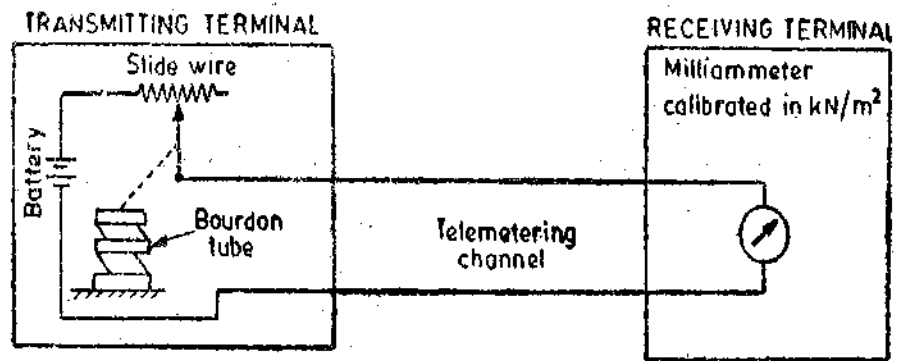 TRANSMITTING TERMINAL
RECEIVING TERMINAL
Slide wire
Milliammeter
calibrated in kN/m²
Battery
Bourdon
tube
Telemetering
channel